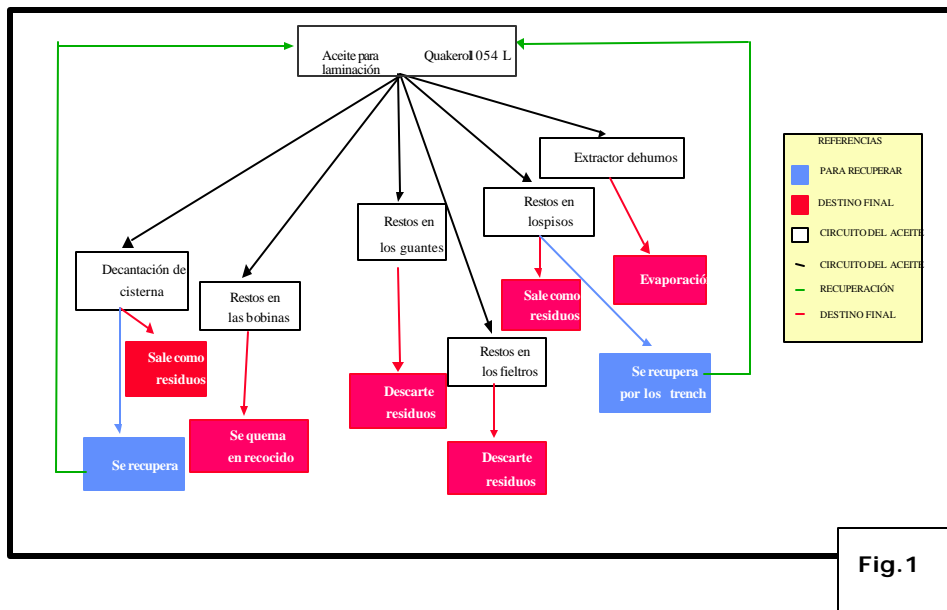 Aceite para laminación
Quakerol 1054 L
Extractor dehumos
Restos en
lospisos
Restos en
los guantes
Decantación de
cisterna
Restos en
las bobinas
Restos en
los fieltros
Evaporació
Sale como
residuos
Sale como
residuos
Se recupera
por los trench
Descarte
residuos
Se quema
en recocido
Se recupera
Descarte
residuos
REFERENCIAS
PARA RECUPERAR
DESTINO FINAL
CIRCUITO DEL ACEITE
CIRCUITO DEL ACEITE
RECUPERACIÓN
DESTINO FINAL
Fig.1